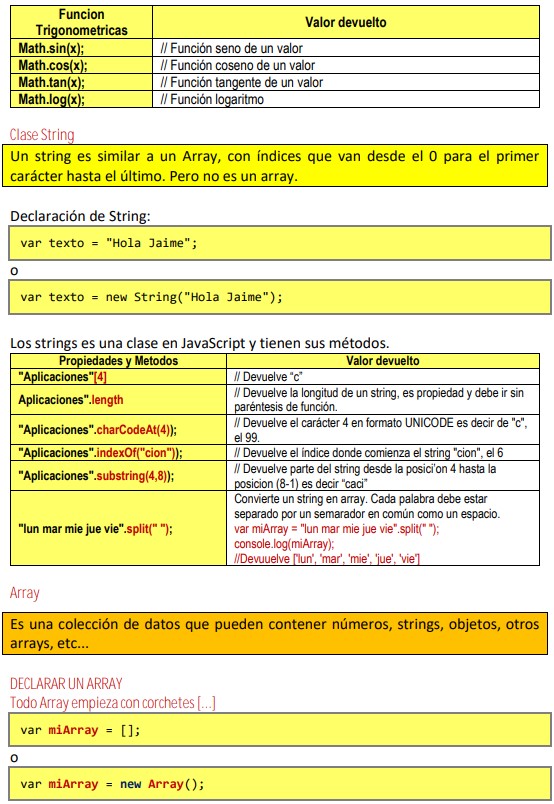 Funcion
Trigonometricas
Valor devuelto
Math.sin(x); // Función seno de un valor
Math.cos(x); // Función coseno de un valor
Math.tan(x); // Función tangente de un valor
Math.log(x); // Función logaritmo
Clase String
Un string es similar a un Array, con índices que van desde el 0 para el primer
carácter hasta el último. Pero no es un array.
Declaración de String:
var texto = "Hola Jaime";
o
var texto = new String("Hola Jaime");
Los strings es una clase en JavaScript y tienen sus métodos.
Propiedades y Metodos Valor devuelto
"Aplicaciones"[4] // Devuelve “c”
Aplicaciones".length
// Devuelve la longitud de un string, es propiedad y debe ir sin
paréntesis de función.
"Aplicaciones".charCodeAt(4));
// Devuelve el carácter 4 en formato UNICODE es decir de "c",
el 99.
"Aplicaciones".indexOf("cion")); // Devuelve el índice donde comienza el string "cion", el 6
"Aplicaciones".substring(4,8));
// Devuelve parte del string desde la posici’on 4 hasta la
posicion (8-1) es decir “caci”
"lun mar mie jue vie".split(" ");
Convierte un string en array. Cada palabra debe estar
separado por un semarador en común como un espacio.
var miArray = "lun mar mie jue vie".split(" ");
console.log(miArray);
//Devuuelve ['lun', 'mar', 'mie', 'jue', 'vie']
Array
Es una colección de datos que pueden contener números, strings, objetos, otros
arrays, etc...
DECLARAR UN ARRAY
Todo Array empieza con corchetes […]
var miArray = [];
o
var miArray = new Array();